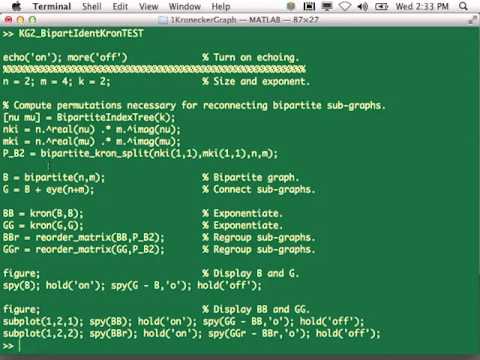 Terminal Shell Edit View Window Help
Wed 2:33 PM
1KroneckerGraph — MATLAB — 87×27
>> KG2_BipartIdentKronTEST
echo('on'); more('off') % Turn on echoing.
%%%%%%%%%%%%%%%%%%%%%%%%%%%%%%%%%%%%%%%%%%%%%%%%%%%%%%%%%
n = 2; m = 4; k = 2; % Size and exponent.
% Compute permutations necessary for reconnecting bipartite sub-graphs.
[nu mu] = BipartiteIndexTree(k);
nki = n.^real(nu) .* m.^imag(nu);
mki = n.^real(mu) .* m.^imag(mu);
P_B2 = bipartite_kron_split(nki(1,1),mki(1,1),n,m);
B = bipartite(n,m); % Bipartite graph.
G = B + eye(n+m); % Connect sub-graphs.
BB = kron(B,B); % Exponentiate.
GG = kron(G,G); % Exponentiate.
BBr = reorder_matrix(BB,P_B2); % Regroup sub-graphs.
GGr = reorder_matrix(GG,P_B2); % Regroup sub-graphs.
figure; % Display B and G.
spy(B); hold('on'); spy(G - B,'o'); hold('off');
figure; % Display BB and GG.
subplot(1,2,1); spy(BB); hold('on'); spy(GG - BB,'o'); hold('off');
subplot(1,2,2); spy(BBr); hold('on'); spy(GGr - BBr,'o'); hold('off');
>>